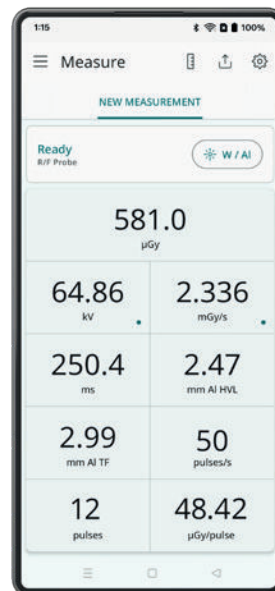 1:15 100%
Measure
NEW MEASUREMENT
Ready
R/F Probe
W / Al
581.0
µGy
64.86 2.336
kV mGy/s
250.4 2.47
ms mm Al HVL
2.99 50
mm Al TF pulses/s
12 48.42
pulses µGy/pulse